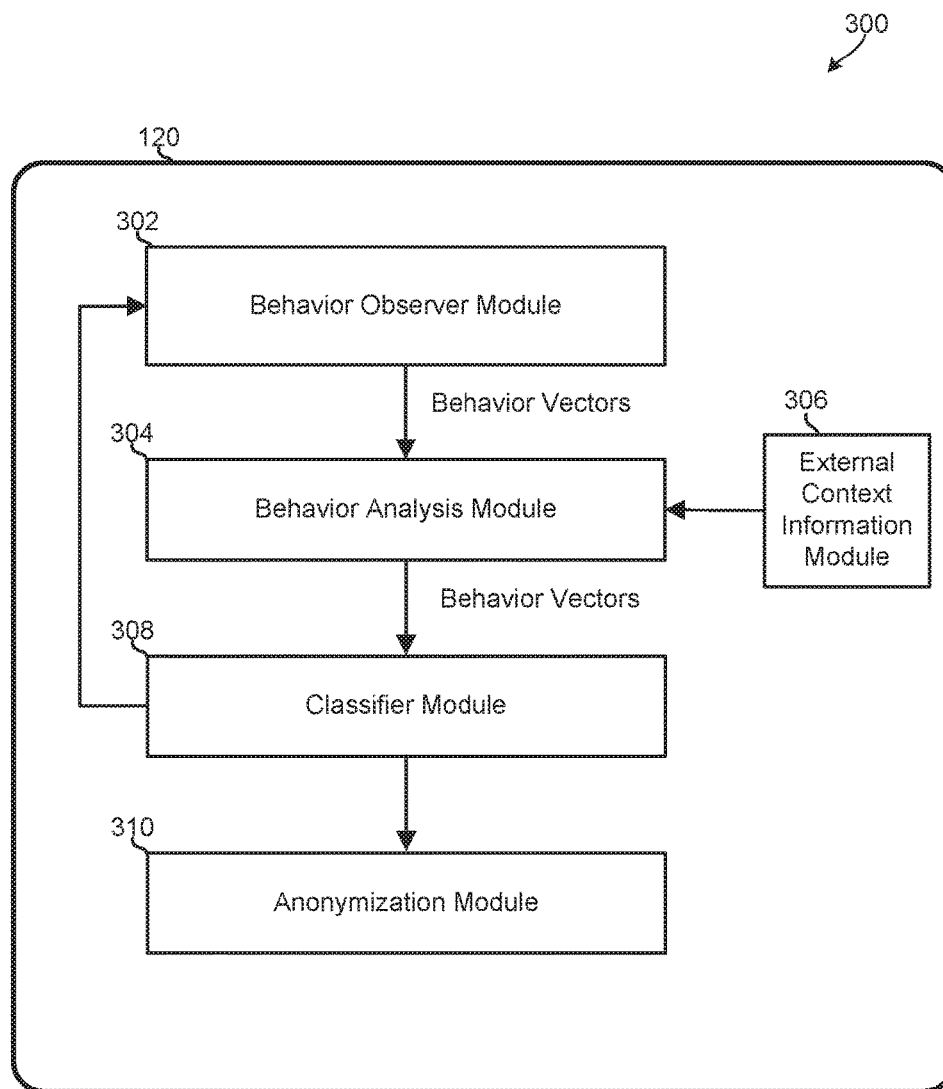 300
120
302
Behavior Observer Module
Behavior Vectors
306
304
External
Context
Information
Module
Behavior Analysis Module
Behavior Vectors
308
Classifier Module
310
Anonymization Module